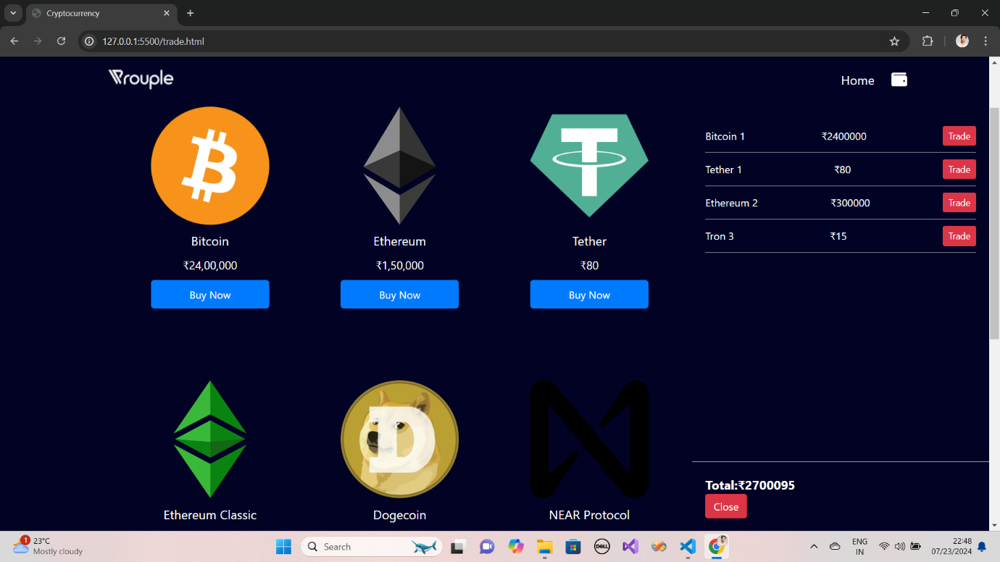 Cryptocurrency
127.0.0.1:5500/trade.html
Wrouple
Home
Bitcoin
₹24,00,000
Buy Now
Ethereum
₹1,50,000
Buy Now
Tether
₹80
Buy Now
Ethereum Classic
Dogecoin
NEAR Protocol
Bitcoin 1 ₹2400000 Trade
Tether 1 ₹80 Trade
Ethereum 2 ₹300000 Trade
Tron 3 ₹15 Trade
Total:₹2700095
Close
1
23°C
Mostly cloudy
Search
DELL
ENG
IN
22:48
07/23/2024